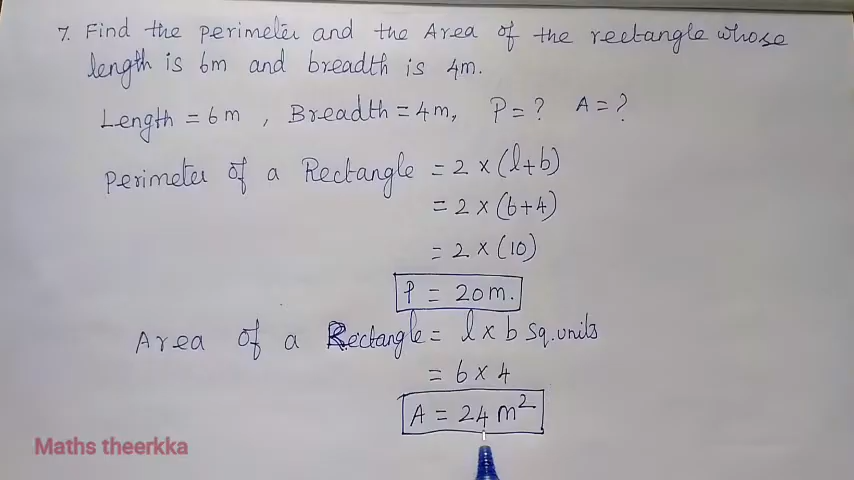 7. Find the perimeter and the Area of the rectangle whose
length is 6m and breadth is 4m.
Length = 6m , Breadth = 4m, P = ? A = ?
Perimeter of a Rectangle = 2 × (l+b)
= 2 × (6+4)
= 2 × (10)
P = 20m.
Area of a Rectangle = l × b Sq.units
= 6 × 4
A = 24 m²
Maths theerkka